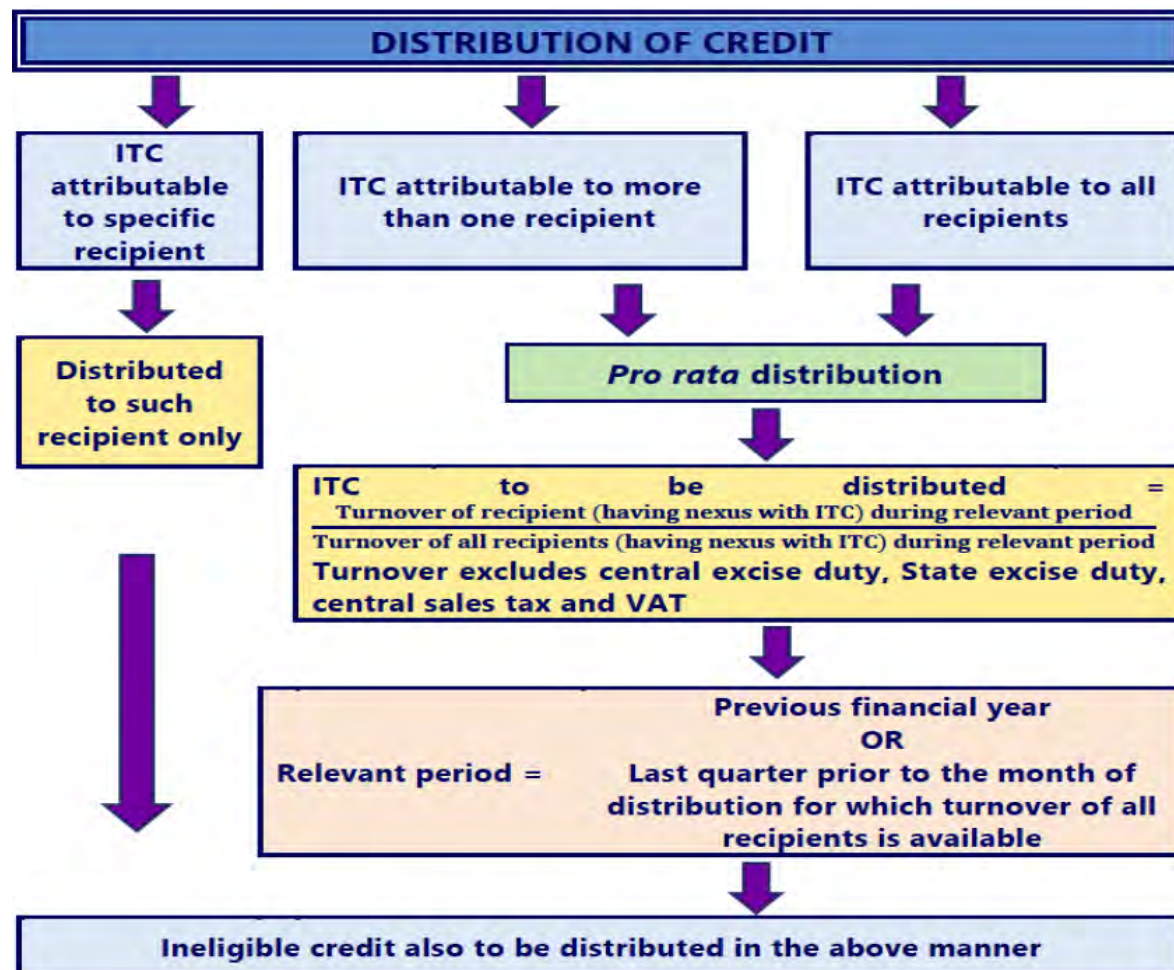 DISTRIBUTION OF CREDIT
ITC
attributable
to specific
recipient
ITC attributable to more
than one recipient
ITC attributable to all
recipients
Distributed
to such
recipient only
Pro rata distribution
ITC to be distributed =
Turnover of recipient (having nexus with ITC) during relevant period
Turnover of all recipients (having nexus with ITC) during relevant period
Turnover excludes central excise duty, State excise duty,
central sales tax and VAT
Relevant period =
Previous financial year
OR
Last quarter prior to the month of
distribution for which turnover of all
recipients is available
Ineligible credit also to be distributed in the above manner